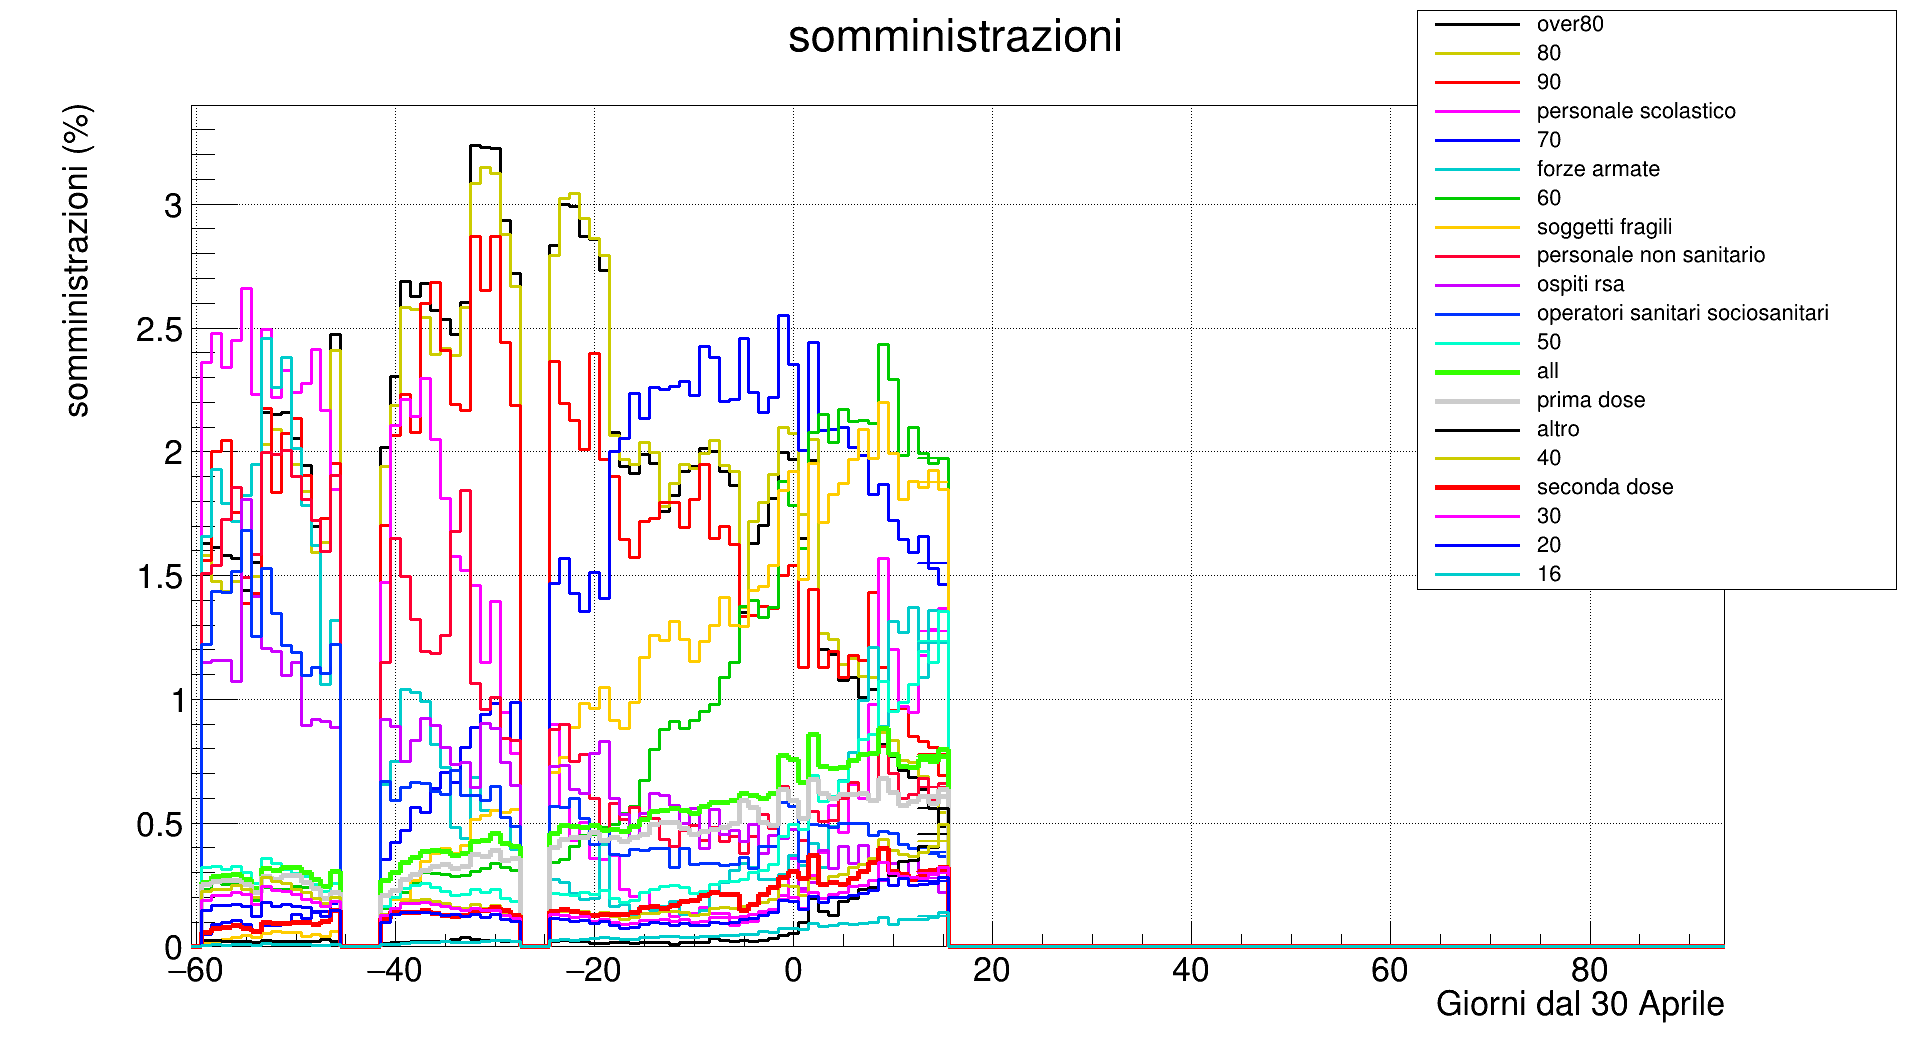 somministrazioni
over80
80
90
personale scolastico
70
forze armate
60
soggetti fragili
personale non sanitario
ospiti rsa
operatori sanitari sociosanitari
50
all
prima dose
altro
40
seconda dose
30
20
16
somministrazioni (%)
3
2.5
2
1.5
1
0.5
0
−60 −40 −20 0 20 40 60 80
Giorni dal 30 Aprile